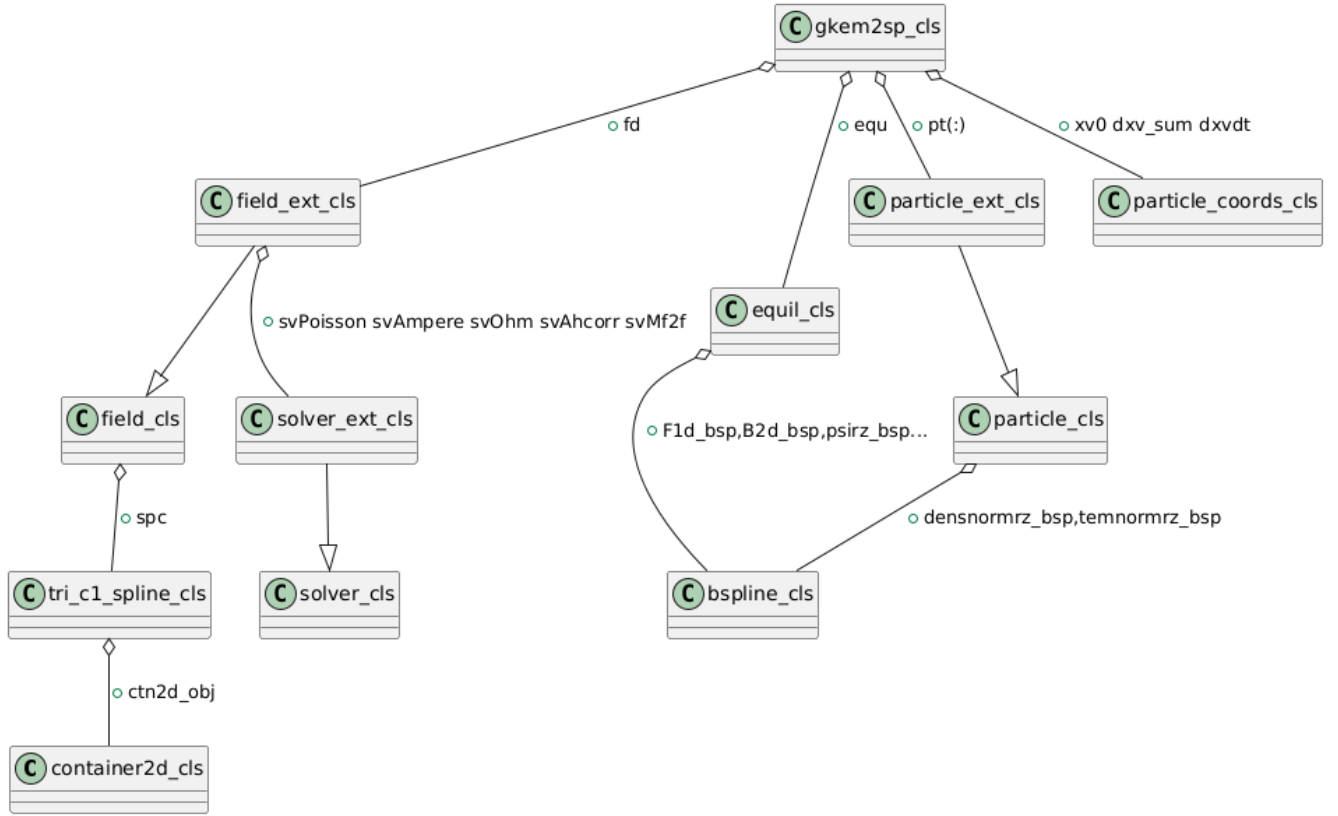 C gkem2sp_cls
fd
equ
pt(:)
xv0 dxv_sum dxvdt
C field_ext_cls
C particle_ext_cls
C particle_coords_cls
svPoisson svAmpere svOhm svAhcorr svMf2f
C equil_cls
C field_cls
C solver_ext_cls
F1d_bsp,B2d_bsp,psirz_bsp...
C particle_cls
spc
densnormrz_bsp,temnormrz_bsp
C tri_c1_spline_cls
C solver_cls
C bspline_cls
ctn2d_obj
C container2d_cls